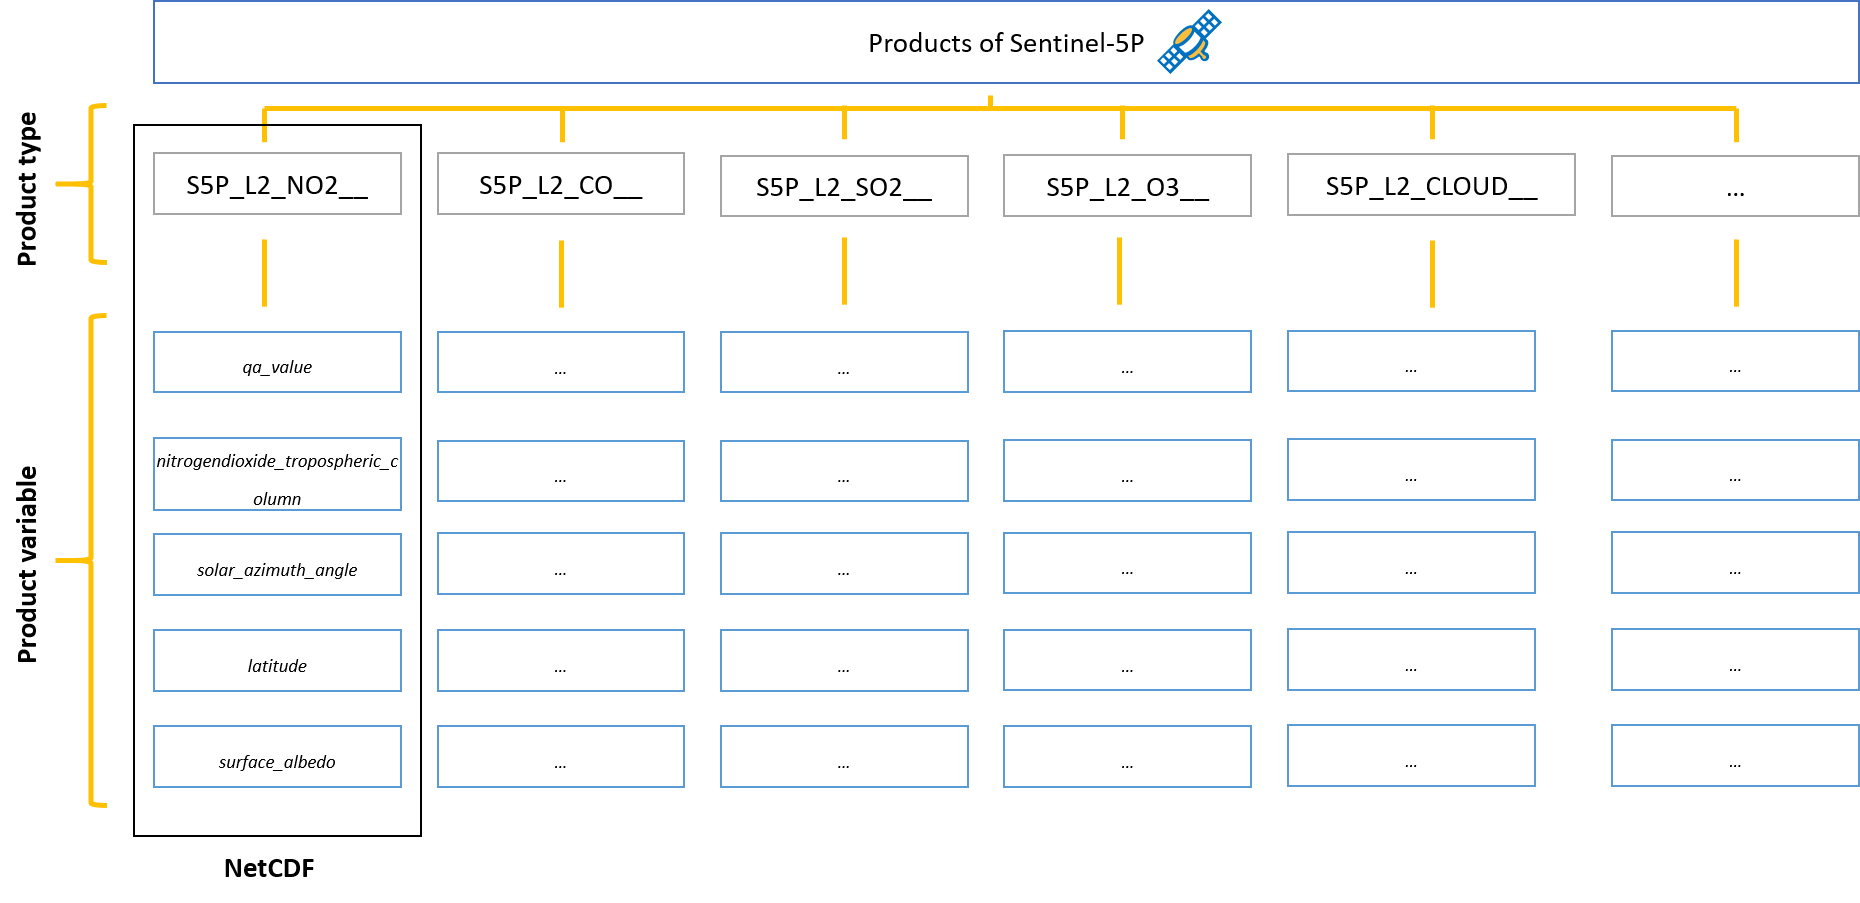 Products of Sentinel-5P
Product type
S5P_L2_NO2__
S5P_L2_CO__
S5P_L2_SO2__
S5P_L2_O3__
S5P_L2_CLOUD__
...
Product variable
qa_value
...
...
...
...
...
nitrogendioxide_tropospheric_c
olumn
...
...
...
...
...
solar_azimuth_angle
...
...
...
...
...
latitude
...
...
...
...
...
surface_albedo
...
...
...
...
...
NetCDF